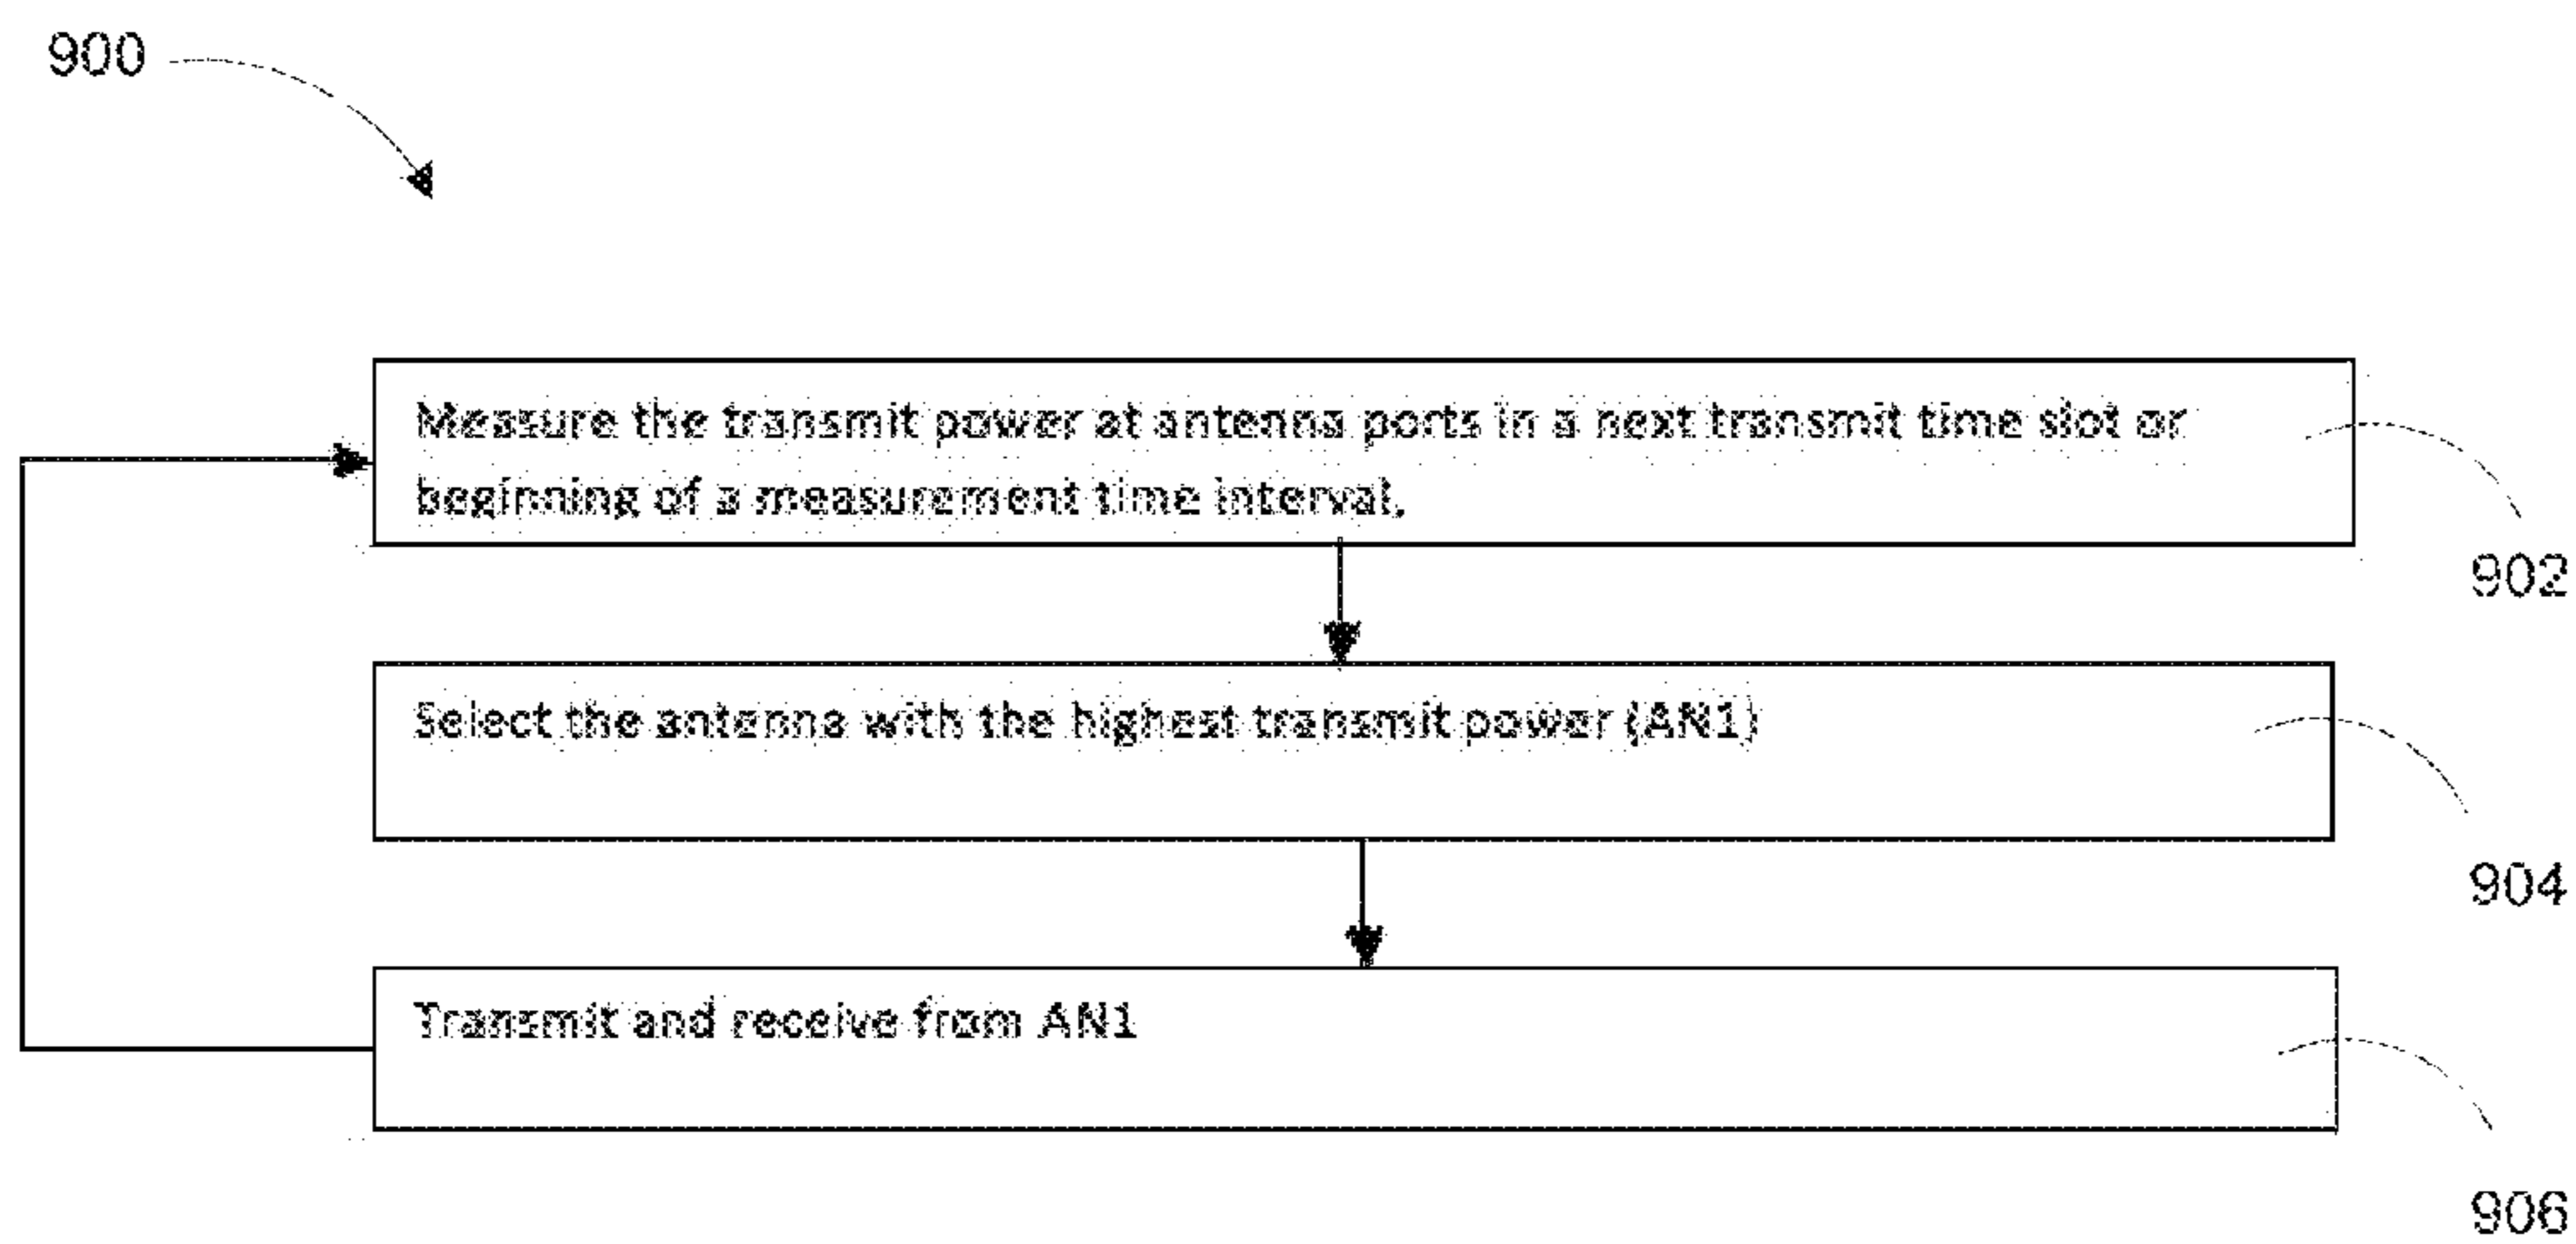 900
Measure the transmit power at antenna ports in a next transmit time slot or
beginning of a measurement time interval.
902
Select the antenna with the highest transmit power (AN1)
904
Transmit and receive from AN1
906